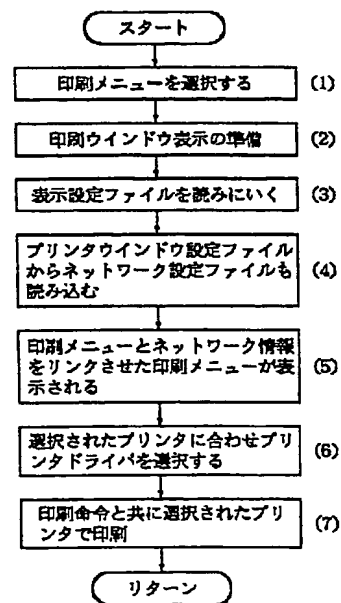 スタート
印刷メニューを選択する (1)
印刷ウインドウ表示の準備 (2)
表示設定ファイルを読みにいく (3)
プリンタウインドウ設定ファイル
からネットワーク設定ファイルも (4)
読み込む
印刷メニューとネットワーク情報
をリンクさせた印刷メニューが表 (5)
示される
選択されたプリンタに合わせプリ (6)
ンタドライバを選択する
印刷命令と共に選択されたプリ (7)
ンタで印刷
リターン